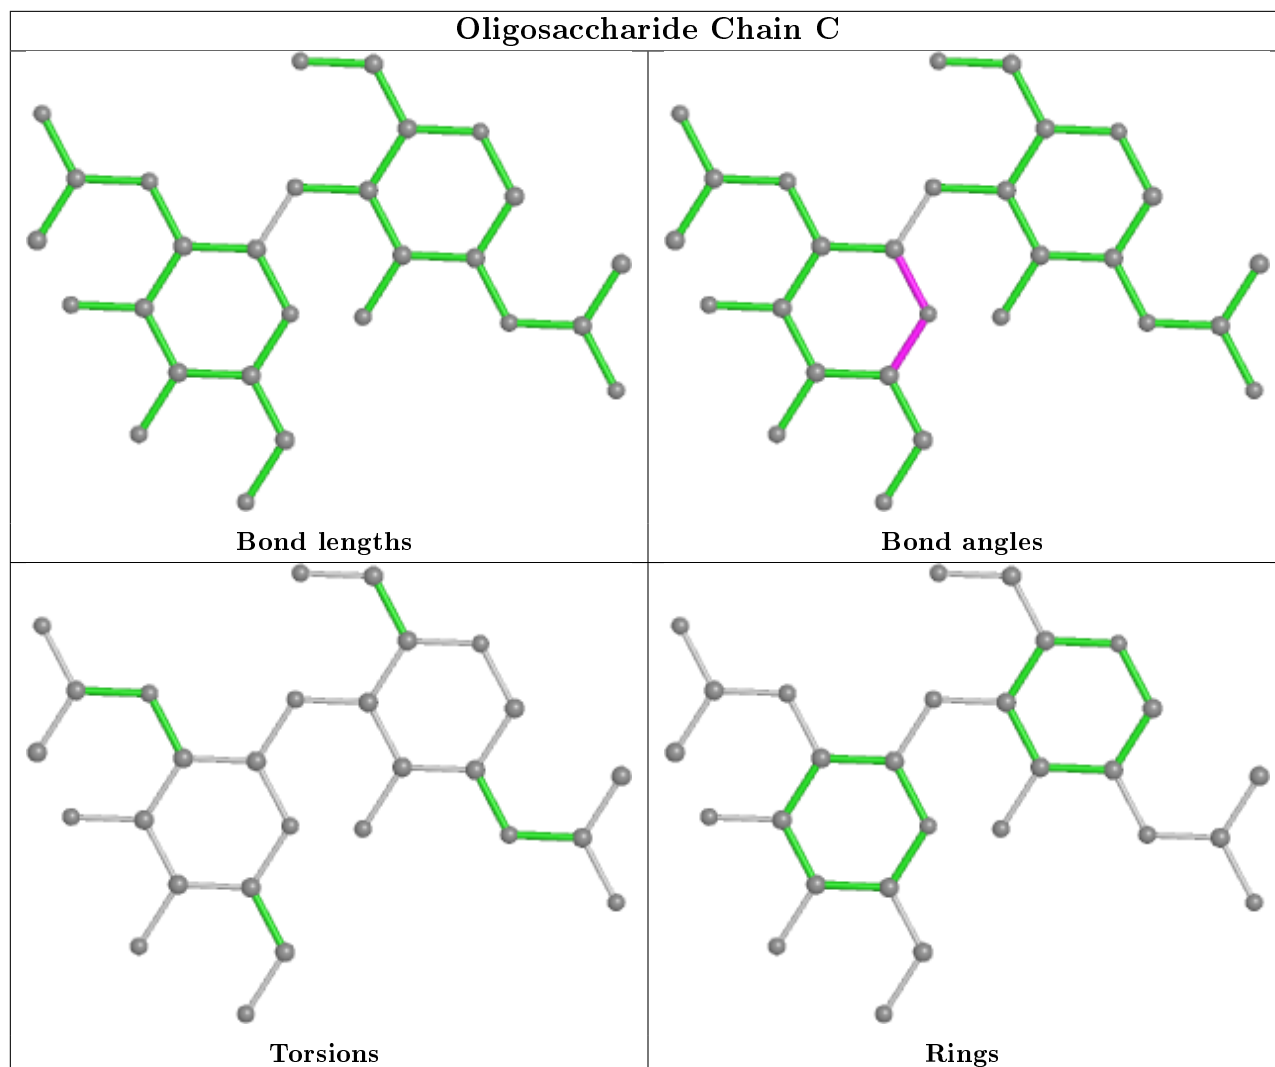 Oligosaccharide Chain C
Bond lengths
Bond angles
Torsions
Rings